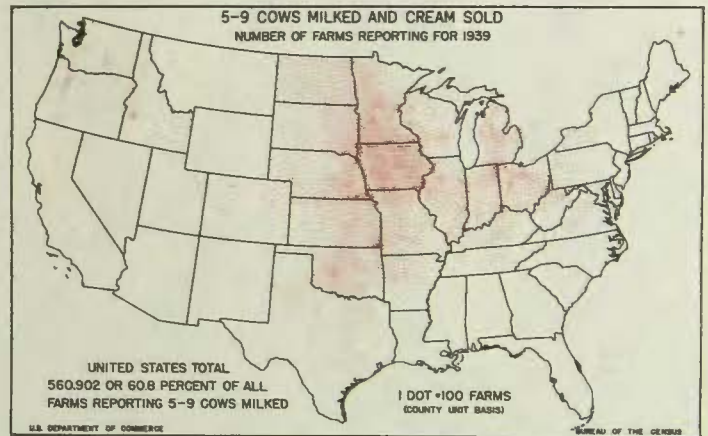 5-9 COWS MILKED AND CREAM SOLD
NUMBER OF FARMS REPORTING FOR 1939
UNITED STATES TOTAL
560,902 OR 60.8 PERCENT OF ALL
FARMS REPORTING 5-9 COWS MILKED
1 DOT = 100 FARMS
(COUNTY UNIT BASIS)
U.S. DEPARTMENT OF COMMERCE
BUREAU OF THE CENSUS